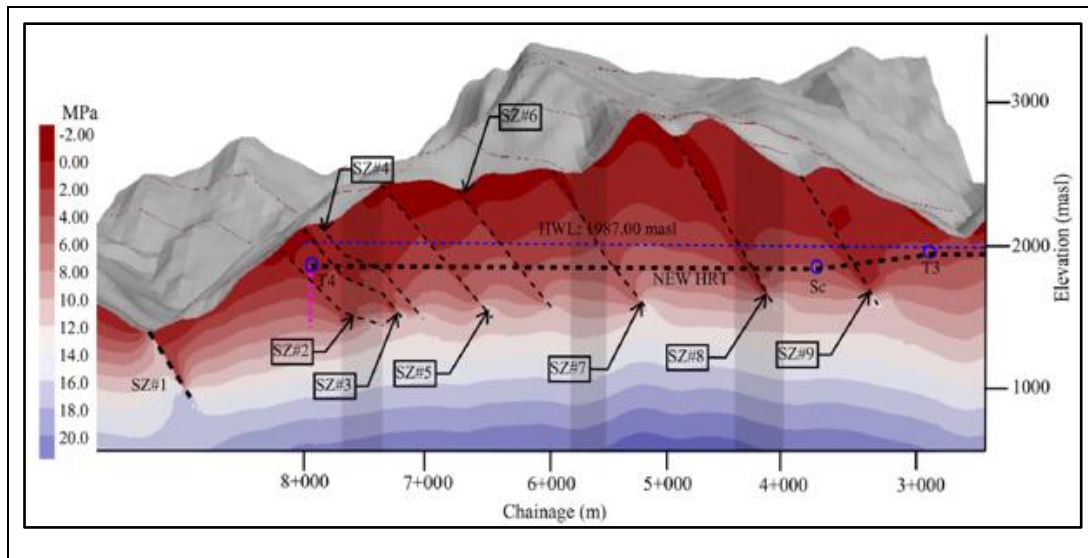 MPa
-2.00
0.00
2.00
4.00
6.00
8.00
10.0
12.0
14.0
16.0
18.0
20.0
SZ#6
SZ#4
HWL: 1987.00 masl
T4
NEW HRT
Sc
T3
SZ#2
SZ#1
SZ#3
SZ#5
SZ#7
SZ#8
SZ#9
3000
2000
1000
Elevation (masl)
8+000
7+000
6+000
5+000
4+000
3+000
Chainage (m)